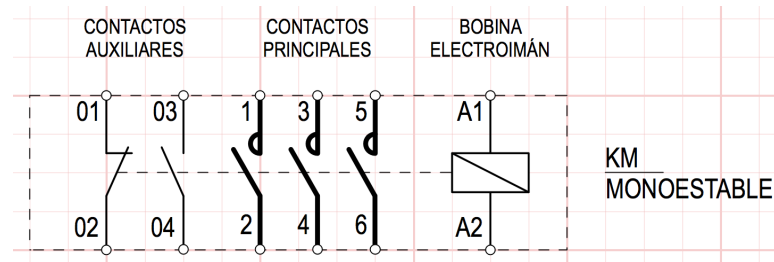 CONTACTOS
AUXILIARES
CONTACTOS
PRINCIPALES
BOBINA
ELECTROIMÁN
01
03
1
3
5
A1
KM
MONOESTABLE
02
04
2
4
6
A2